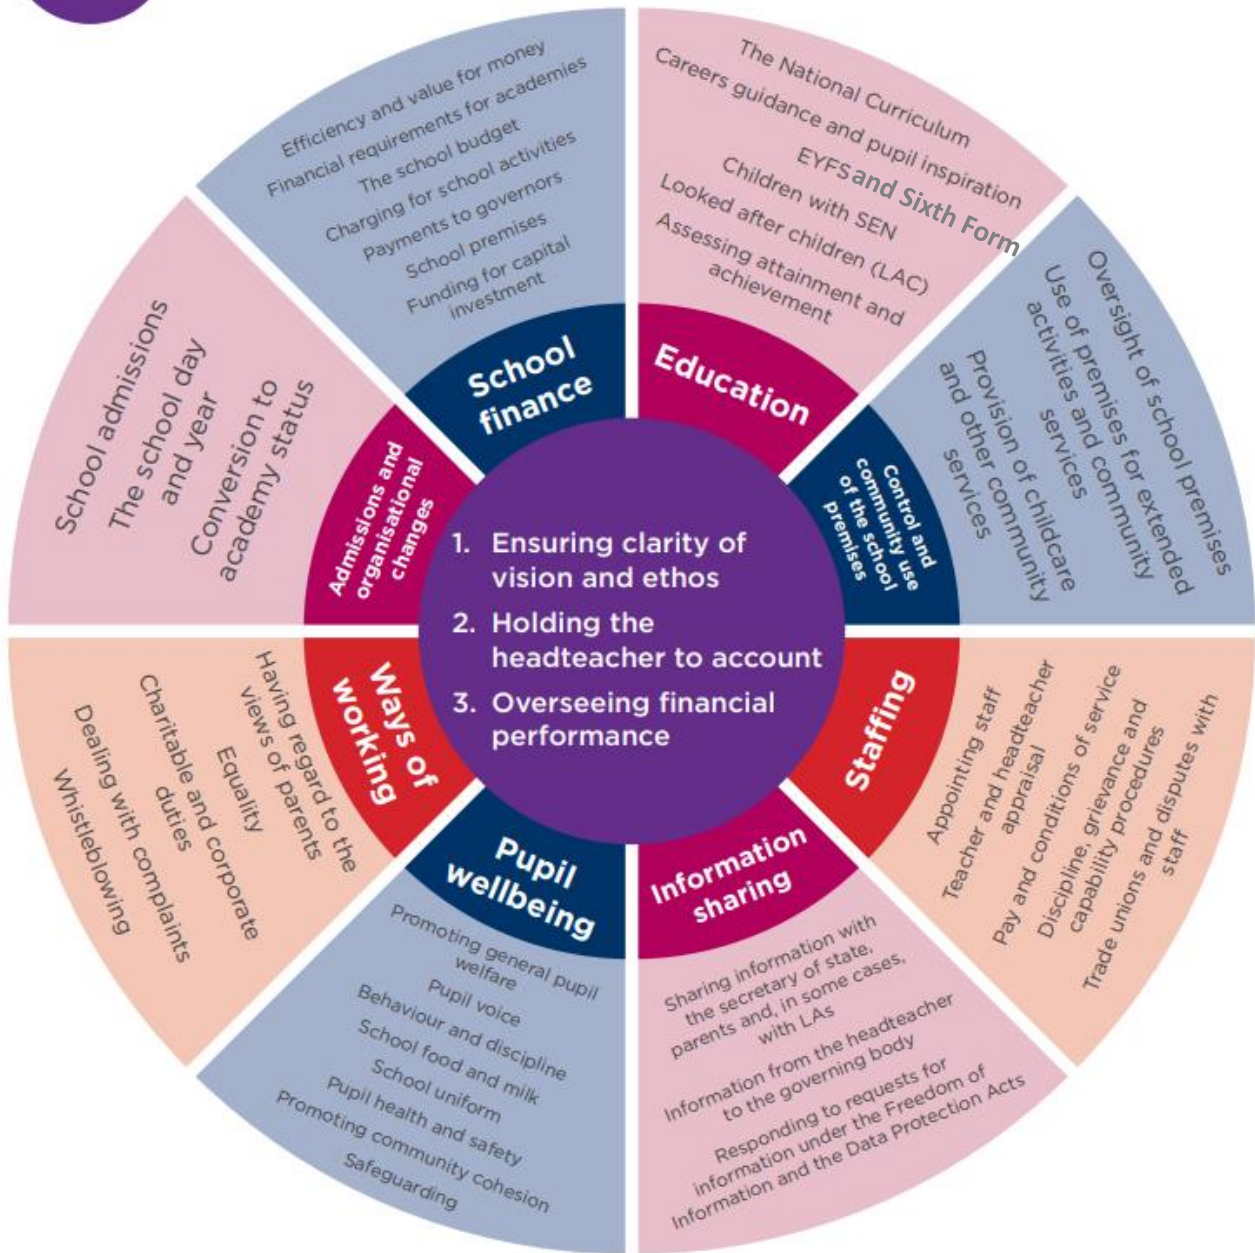 1. Ensuring clarity of
vision and ethos
2. Holding the
headteacher to account
3. Overseeing financial
performance
Education
The National Curriculum
Careers guidance and pupil inspiration
EYFS and Sixth Form
Children with SEN
Looked after children (LAC)
Assessing attainment and
achievement
Control and
community use
of the school
premises
Oversight of school premises
Use of premises for extended
activities and community
services
Provision of childcare
and other community
services
Staffing
Appointing staff
Teacher and headteacher
appraisal
Pay and conditions of service
Discipline, grievance and
capability procedures
Trade unions and disputes with
staff
Information
sharing
Sharing information with
the secretary of state,
parents and, in some cases,
with LAs
Information from the headteacher
to the governing body
Responding to requests for
information under the Freedom of
Information and the Data Protection Acts
Pupil
wellbeing
Promoting general pupil
welfare
Pupil voice
Behaviour and discipline
School food and milk
School uniform
Pupil health and safety
Promoting community cohesion
Safeguarding
Ways of
working
Having regard to the
views of parents
Equality
Charitable and corporate
duties
Dealing with complaints
Whistleblowing
Admissions and
organisational
changes
School admissions
The school day
and year
Conversion to
academy status
School
finance
Efficiency and value for money
Financial requirements for academies
The school budget
Charging for school activities
Payments to governors
School premises
Funding for capital
investment